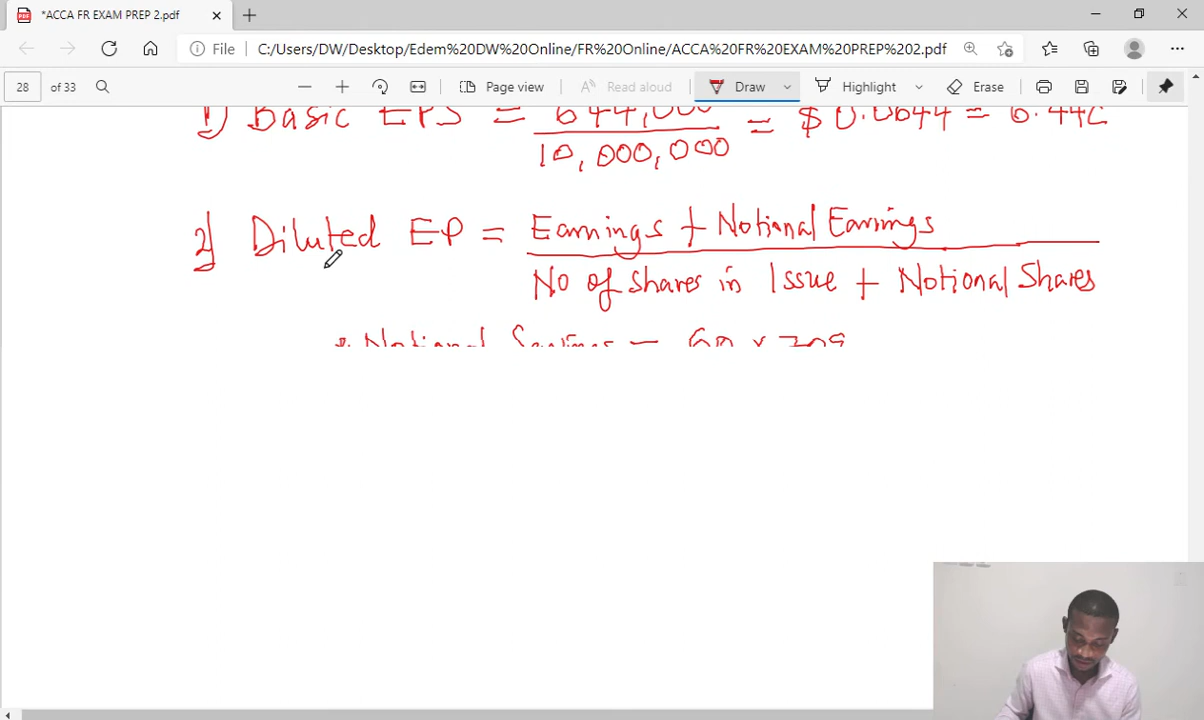 *ACCA FR EXAM PREP 2.pdf
File C:/Users/DW/Desktop/Edem%20DW%20Online/FR%20Online/ACCA%20FR%20EXAM%20PREP%202.pdf
28 of 33 Page view Read aloud Draw Highlight Erase
1) Basic EPS = 644,000 / 10,000,000 = $0.0644 = 6.44c
2) Diluted EP = Earnings + Notional Earnings
No of shares in Issue + Notional Shares
* Notional Savings =